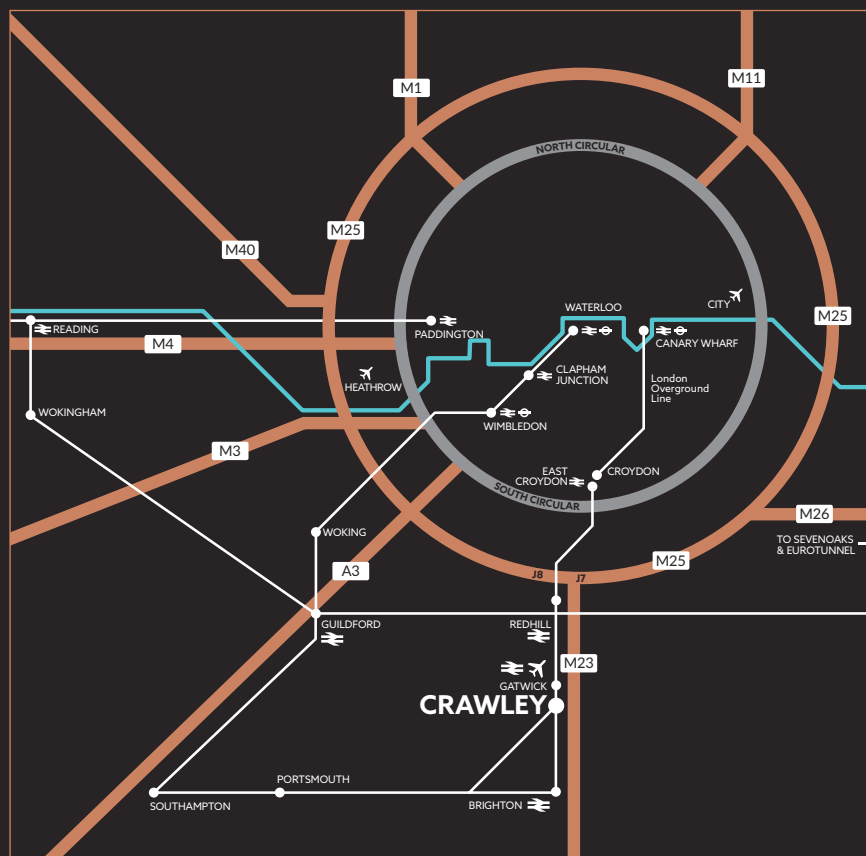 M1
M11
NORTH CIRCULAR
M25
M40
CITY
WATERLOO
M25
READING
PADDINGTON
CANARY WHARF
M4
HEATHROW
CLAPHAM
JUNCTION
London
Overground
Line
WOKINGHAM
WIMBLEDON
M3
EAST
CROYDON
CROYDON
SOUTH CIRCULAR
M26
WOKING
TO SEVENOAKS
& EUROTUNNEL
M25
A3
J8
J7
GUILDFORD
REDHILL
M23
GATWICK
CRAWLEY
PORTSMOUTH
SOUTHAMPTON
BRIGHTON